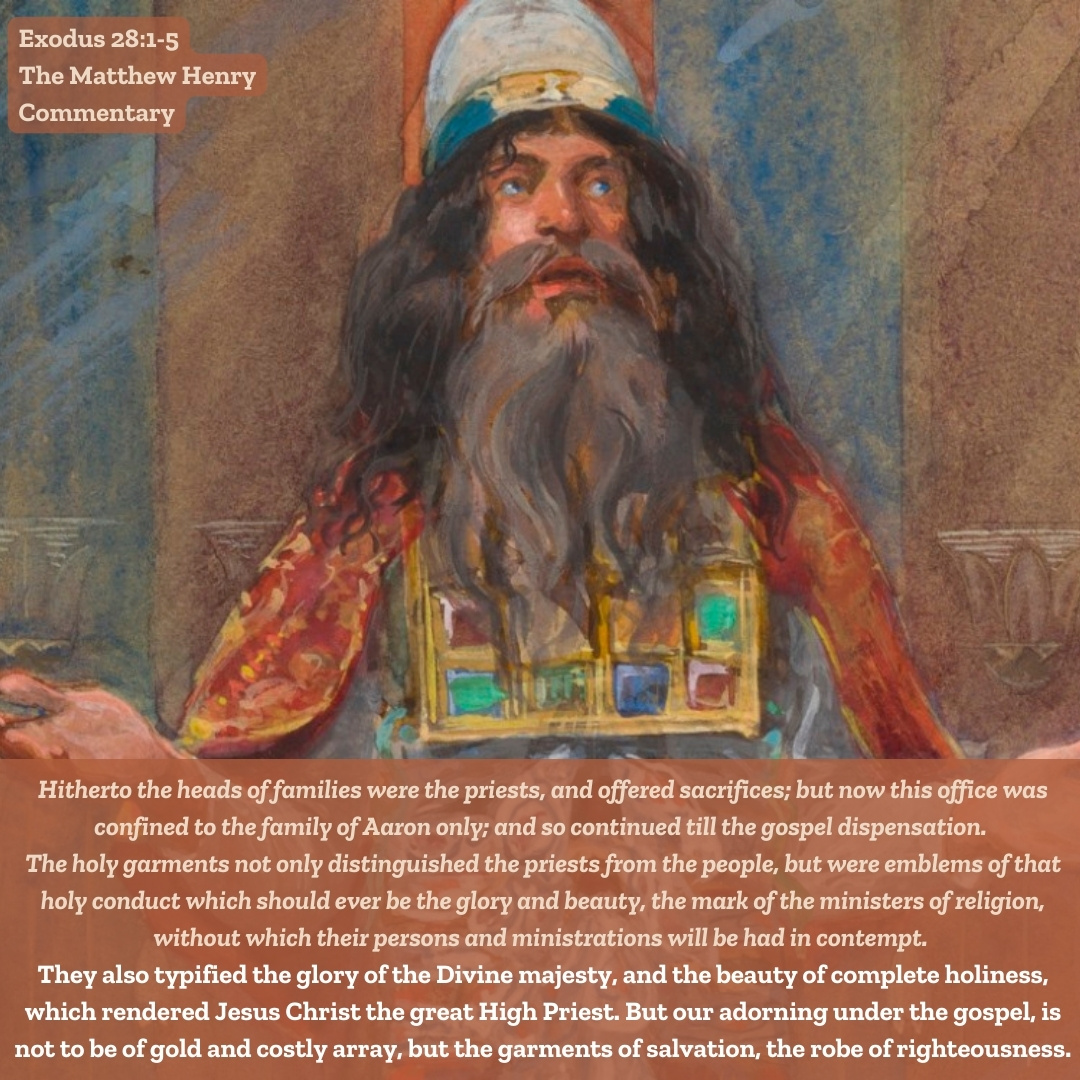 Exodus 28:1-5
The Matthew Henry
Commentary
Hitherto the heads of families were the priests, and offered sacrifices; but now this office was
confined to the family of Aaron only; and so continued till the gospel dispensation.
The holy garments not only distinguished the priests from the people, but were emblems of that
holy conduct which should ever be the glory and beauty, the mark of the ministers of religion,
without which their persons and ministrations will be had in contempt.
They also typified the glory of the Divine majesty, and the beauty of complete holiness,
which rendered Jesus Christ the great High Priest. But our adorning under the gospel, is
not to be of gold and costly array, but the garments of salvation, the robe of righteousness.